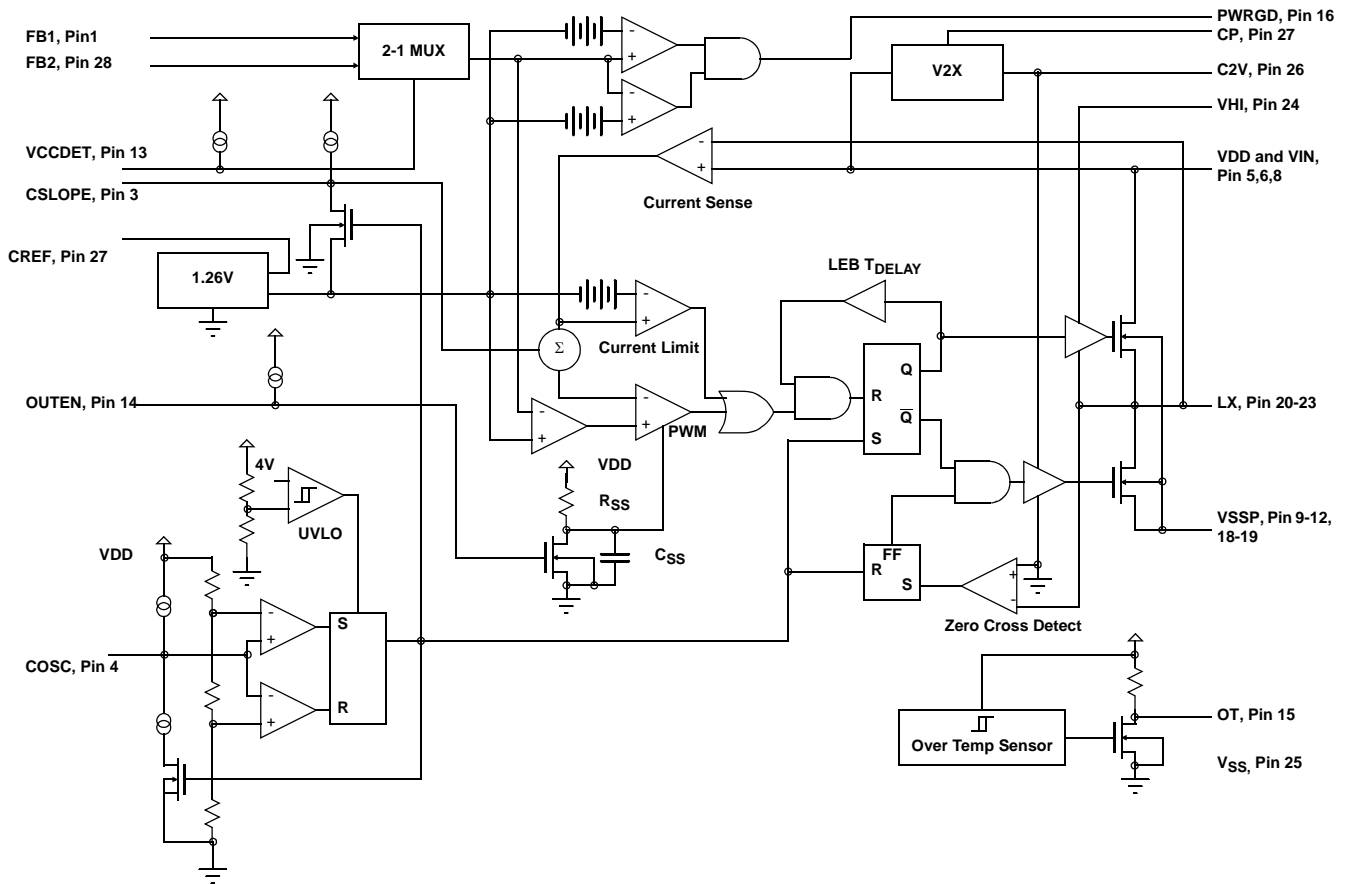 PWRGD, Pin 16
FB1, Pin1
CP, Pin 27
2-1 MUX
FB2, Pin 28
V2X
C2V, Pin 26
-
+
-
+
VHI, Pin 24
VCCDET, Pin 13
-
+
VDD and VIN,
Pin 5,6,8
CSLOPE, Pin 3
Current Sense
CREF, Pin 27
1.26V
LEB TDELAY
-
+
Current Limit
Σ
Q
R
Q
S
OUTEN, Pin 14
LX, Pin 20-23
-
+
-
+
PWM
4V
UVLO
VDD
RSS
CSS
VSSP, Pin 9-12,
18-19
VDD
FF
R
S
+
-
Zero Cross Detect
-
+
S
COSC, Pin 4
-
+
R
OT, Pin 15
Over Temp Sensor
VSS, Pin 25